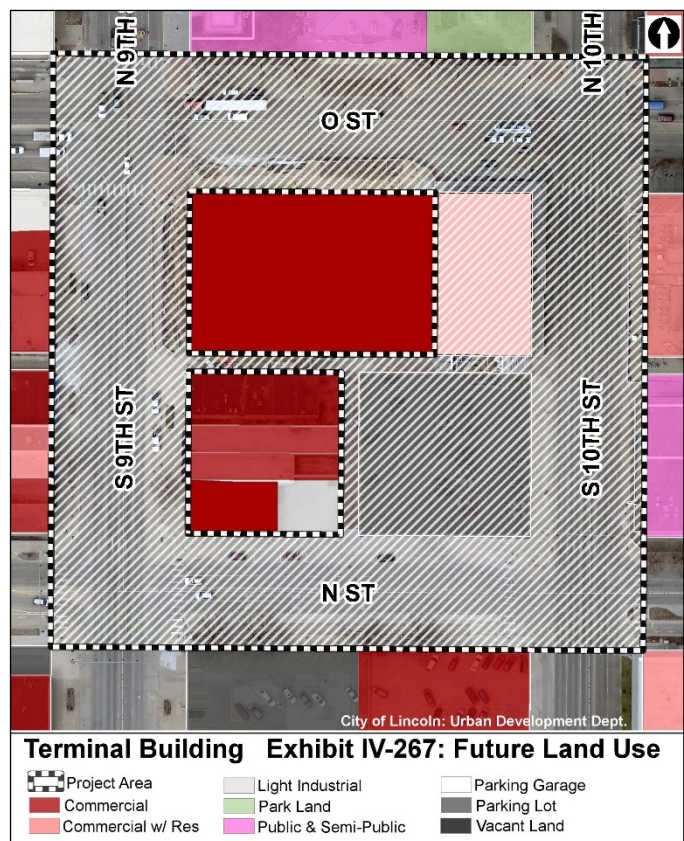 N 9TH
N 10TH
O ST
S 9TH ST
S 10TH ST
N ST
City of Lincoln: Urban Development Dept.
Terminal Building Exhibit IV-267: Future Land Use
Project Area
Commercial
Commercial w/ Res
Light Industrial
Park Land
Public & Semi-Public
Parking Garage
Parking Lot
Vacant Land